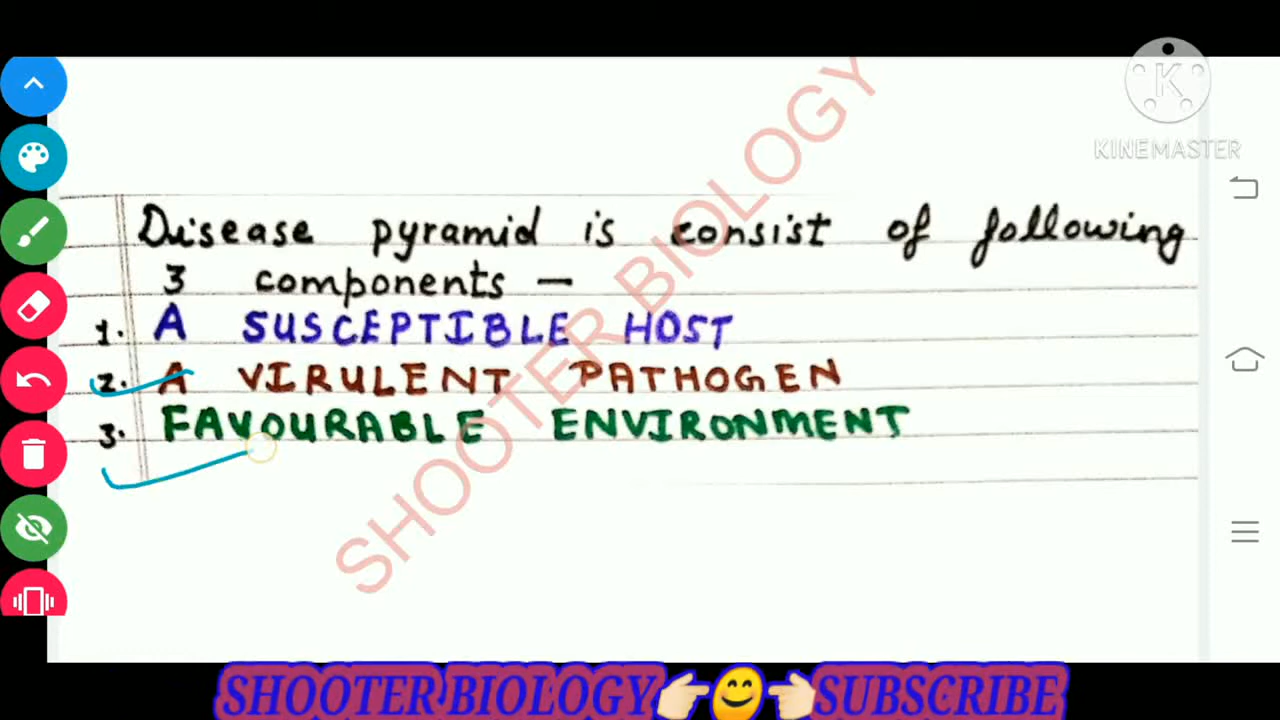 KINEMASTER
SHOOTER BIOLOGY
Disease pyramid is consist of following
3 components —
1. A SUSCEPTIBLE HOST
2. A VIRULENT PATHOGEN
3. FAVOURABLE ENVIRONMENT
SHOOTER BIOLOGY👉🏻😊👈🏻SUBSCRIBE